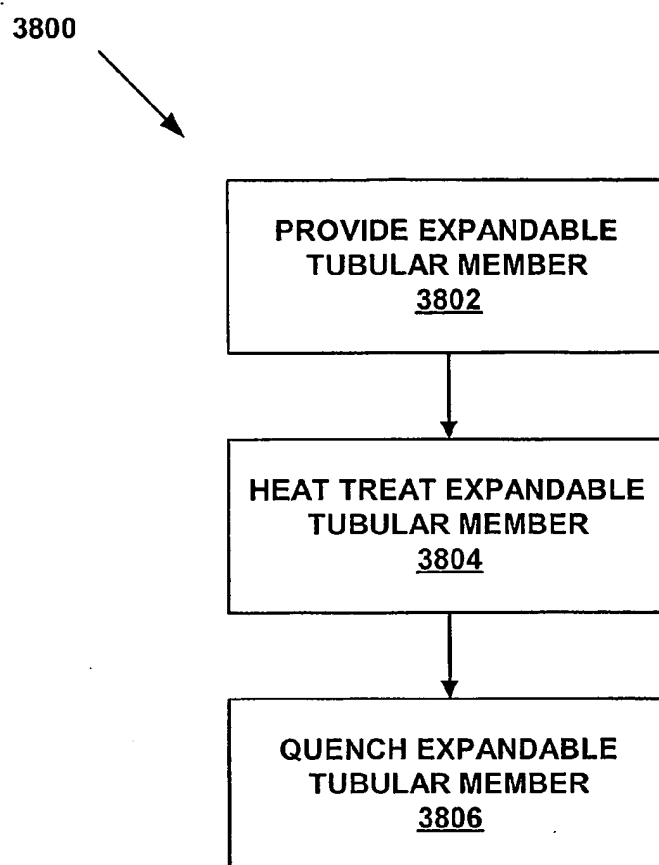 3800
PROVIDE EXPANDABLE
TUBULAR MEMBER
3802
HEAT TREAT EXPANDABLE
TUBULAR MEMBER
3804
QUENCH EXPANDABLE
TUBULAR MEMBER
3806